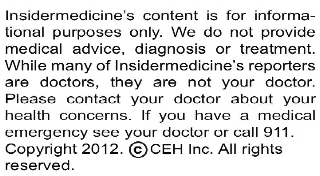 Insidermedicine's content is for informa-
tional purposes only. We do not provide
medical advice, diagnosis or treatment.
While many of Insidermedicine's reporters
are doctors, they are not your doctor.
Please contact your doctor about your
health concerns. If you have a medical
emergency see your doctor or call 911.
Copyright 2012. ©CEH Inc. All rights
reserved.